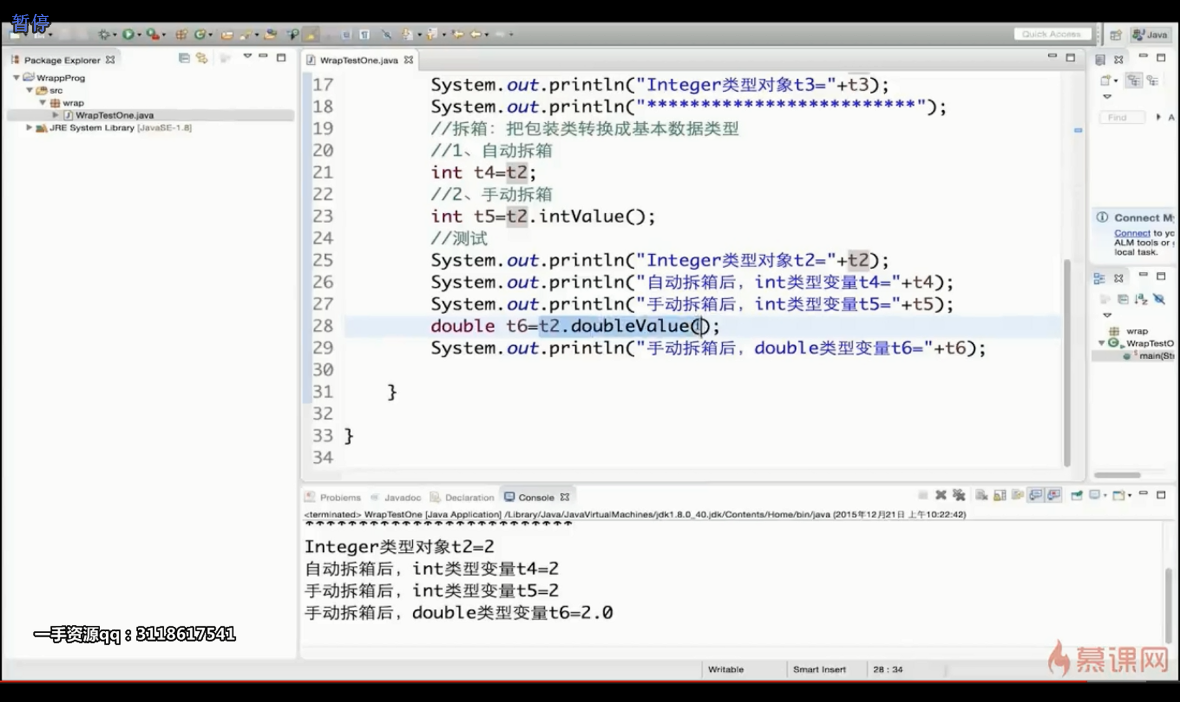 暂停
Quick Access
Java
Package Explorer
WrappProg
src
wrap
WrapTestOne.java
JRE System Library [JavaSE-1.8]
WrapTestOne.java
17 System.out.println("Integer类型对象t3="+t3);
18 System.out.println("*************************");
19 //拆箱：把包装类转换成基本数据类型
20 //1、自动拆箱
21 int t4=t2;
22 //2、手动拆箱
23 int t5=t2.intValue();
24 //测试
25 System.out.println("Integer类型对象t2="+t2);
26 System.out.println("自动拆箱后，int类型变量t4="+t4);
27 System.out.println("手动拆箱后，int类型变量t5="+t5);
28 double t6=t2.doubleValue();
29 System.out.println("手动拆箱后，double类型变量t6="+t6);
30
31 }
32
33 }
34
Find
A
Connect My
Connect to yo
ALM tools or
local task.
wrap
WrapTestO
main(St
Problems Javadoc Declaration Console
<terminated> WrapTestOne [Java Application] /Library/Java/JavaVirtualMachines/jdk1.8.0_40.jdk/Contents/Home/bin/java (2015年12月21日 上午10:22:42)
Integer类型对象t2=2
自动拆箱后，int类型变量t4=2
手动拆箱后，int类型变量t5=2
手动拆箱后，double类型变量t6=2.0
一手资源qq：3118617541
慕课网
Writable Smart Insert 28 : 34